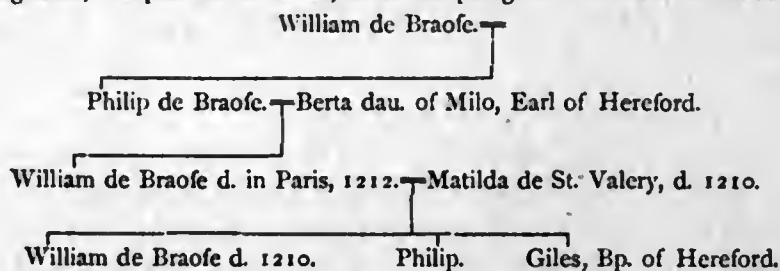 William de Braoſe.
Philip de Braoſe. Berta dau. of Milo, Earl of Hereford.
William de Braoſe d. in Paris, 1212. Matilda de St. Valery, d. 1210.
William de Braoſe d. 1210. Philip. Giles, Bp. of Hereford.